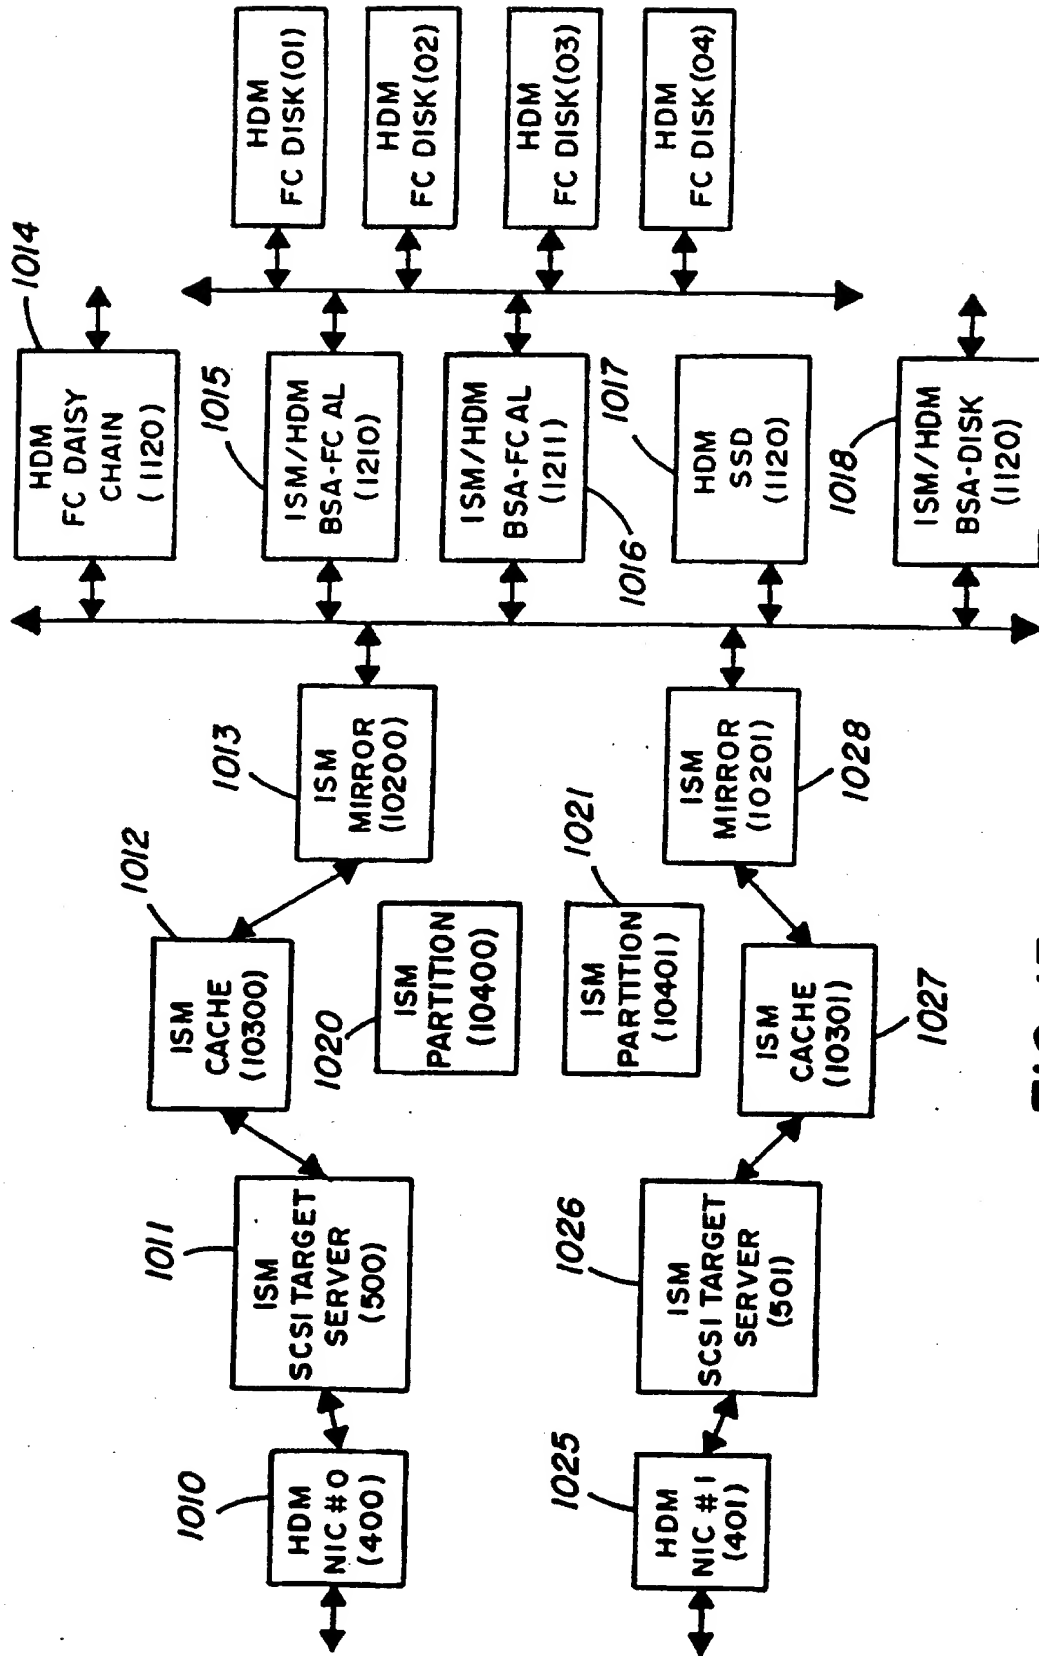 1010
HDM
NIC #0
(400)
1011
ISM
SCSI TARGET
SERVER
(500)
1012
ISM
CACHE
(10300)
1013
ISM
MIRROR
(10200)
1014
HDM
FC DAISY
CHAIN
(1120)
1015
ISM/HDM
BSA-FC AL
(1210)
1016
ISM/HDM
BSA-FC AL
(1211)
1017
HDM
SSD
(1120)
1018
ISM/HDM
BSA-DISK
(1120)
HDM
FC DISK(01)
HDM
FC DISK(02)
HDM
FC DISK(03)
HDM
FC DISK(04)
1020
ISM
PARTITION
(10400)
1021
ISM
PARTITION
(10401)
1025
HDM
NIC #1
(401)
1026
ISM
SCSI TARGET
SERVER
(501)
1027
ISM
CACHE
(10301)
1028
ISM
MIRROR
(10201)